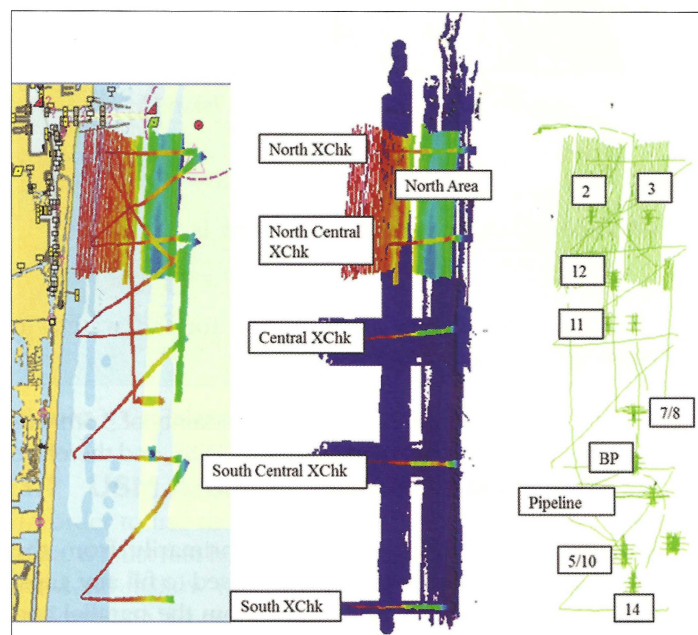 North XChk
North Area
2
3
North Central
XChk
12
11
Central XChk
7/8
BP
South Central XChk
Pipeline
5/10
14
South XChk